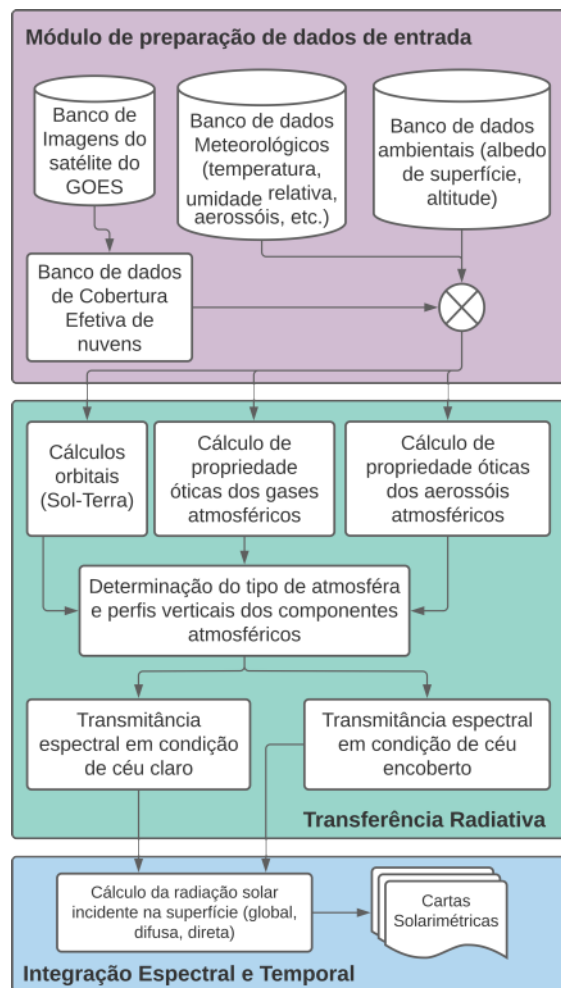 Módulo de preparação de dados de entrada
Banco de
Imagens do
satélite do
GOES
Banco de dados
Meteorológicos
(temperatura,
umidade relativa,
aerossóis, etc.)
Banco de dados
ambientais (albedo
de superfície,
altitude)
Banco de dados
de Cobertura
Efetiva de
nuvens
Cálculos
orbitais
(Sol-Terra)
Cálculo de
propriedade
óticas dos gases
atmosféricos
Cálculo de
propriedade óticas
dos aerossóis
atmosféricos
Determinação do tipo de atmosféra
e perfis verticais dos componentes
atmosféricos
Transmitância
espectral em condição
de céu claro
Transmitância espectral
em condição de céu
encoberto
Transferência Radiativa
Cálculo da radiação solar
incidente na superfície (global,
difusa, direta)
Cartas
Solarimétricas
Integração Espectral e Temporal